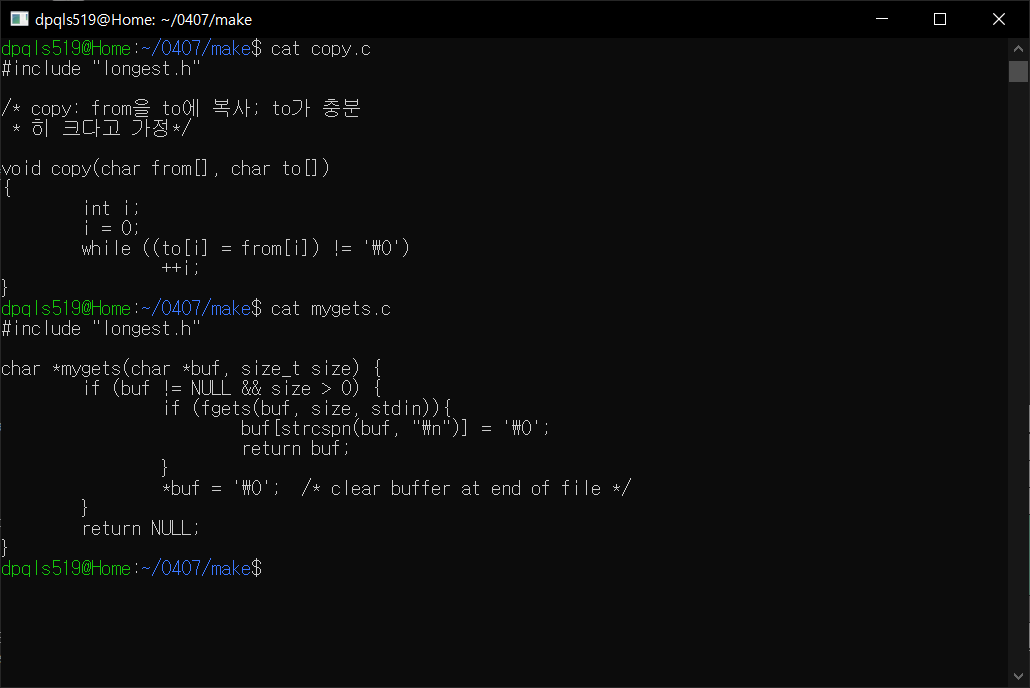 dpqls519@Home: ~/0407/make
dpqls519@Home:~/0407/make$ cat copy.c
#include "longest.h"
/* copy: from을 to에 복사; to가 충분
 * 히 크다고 가정*/
void copy(char from[], char to[])
{
        int i;
        i = 0;
        while ((to[i] = from[i]) != '₩0')
                ++i;
}
dpqls519@Home:~/0407/make$ cat mygets.c
#include "longest.h"
char *mygets(char *buf, size_t size) {
        if (buf != NULL && size > 0) {
                if (fgets(buf, size, stdin)){
                        buf[strcspn(buf, "₩n")] = '₩0';
                        return buf;
                }
                *buf = '₩0';  /* clear buffer at end of file */
        }
        return NULL;
}
dpqls519@Home:~/0407/make$